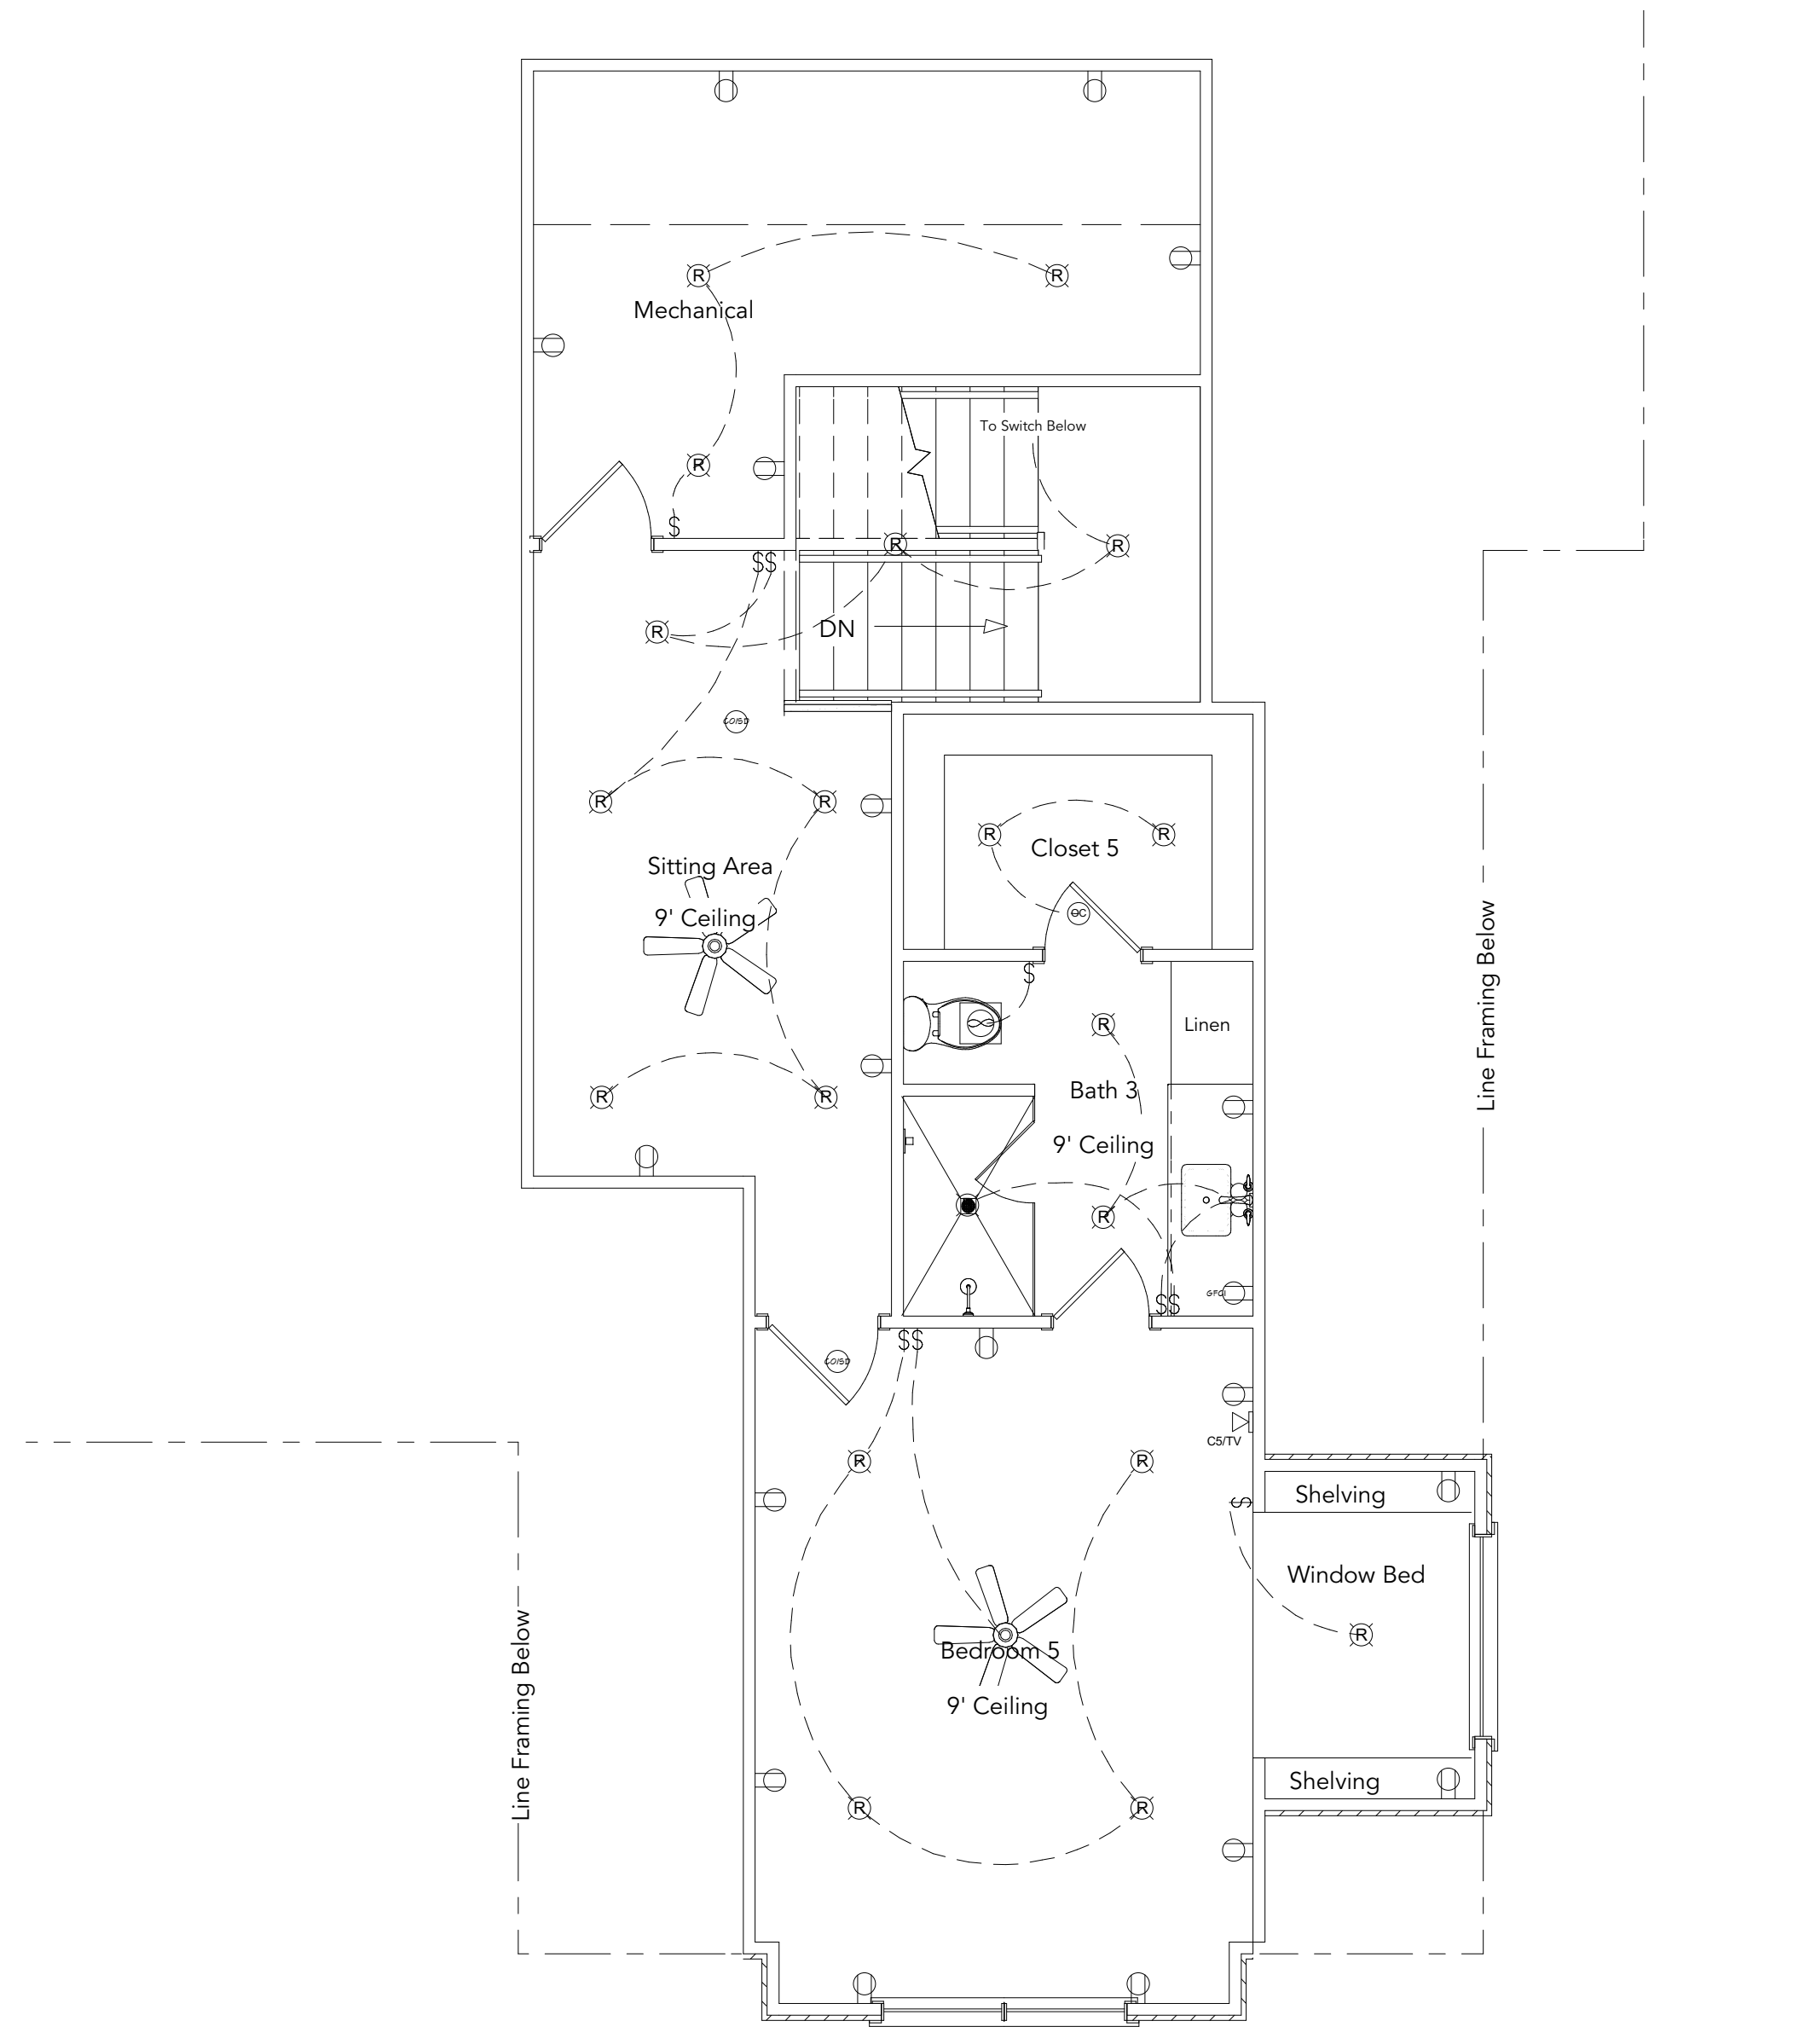 R
R
Mechanical
To Switch Below
R
$
R
R
$$
R
DN
CO/SD
R
R
R
R
Closet 5
Sitting Area
9' Ceiling
OC
$
R
Linen
Line Framing Below
Bath 3
R
R
9' Ceiling
R
GFCI
$$
$$
CO/SD
C5/TV
R
R
Shelving
$
Window Bed
R
Bedroom 5
9' Ceiling
Line Framing Below
Shelving
R
R